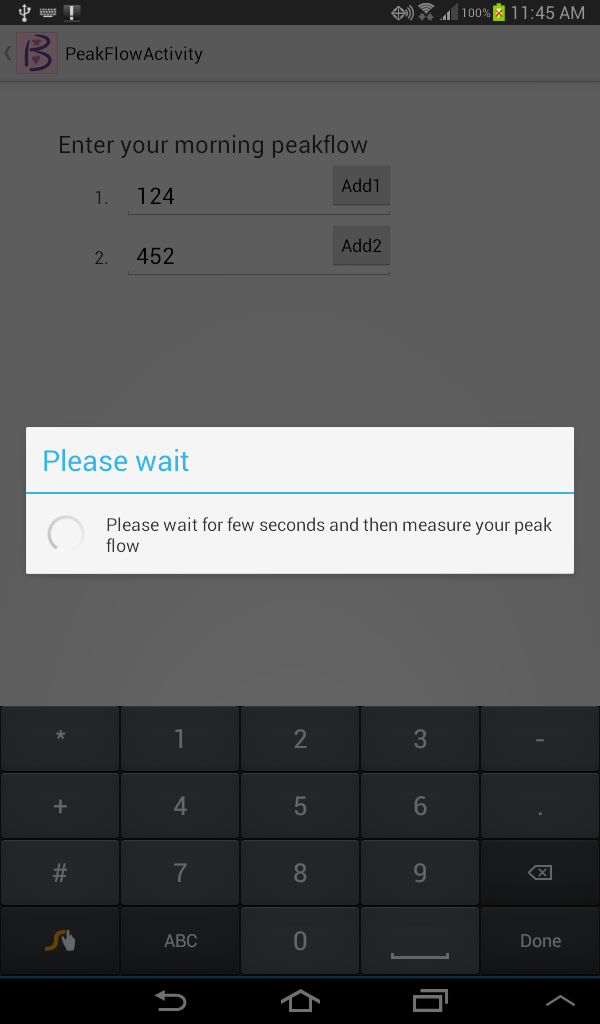 100% 11:45 AM
PeakFlowActivity
Enter your morning peakflow
1. 124 Add1
2. 452 Add2
Please wait
Please wait for few seconds and then measure your peak
flow
* 1 2 3 -
+ 4 5 6 .
# 7 8 9
ABC 0 Done